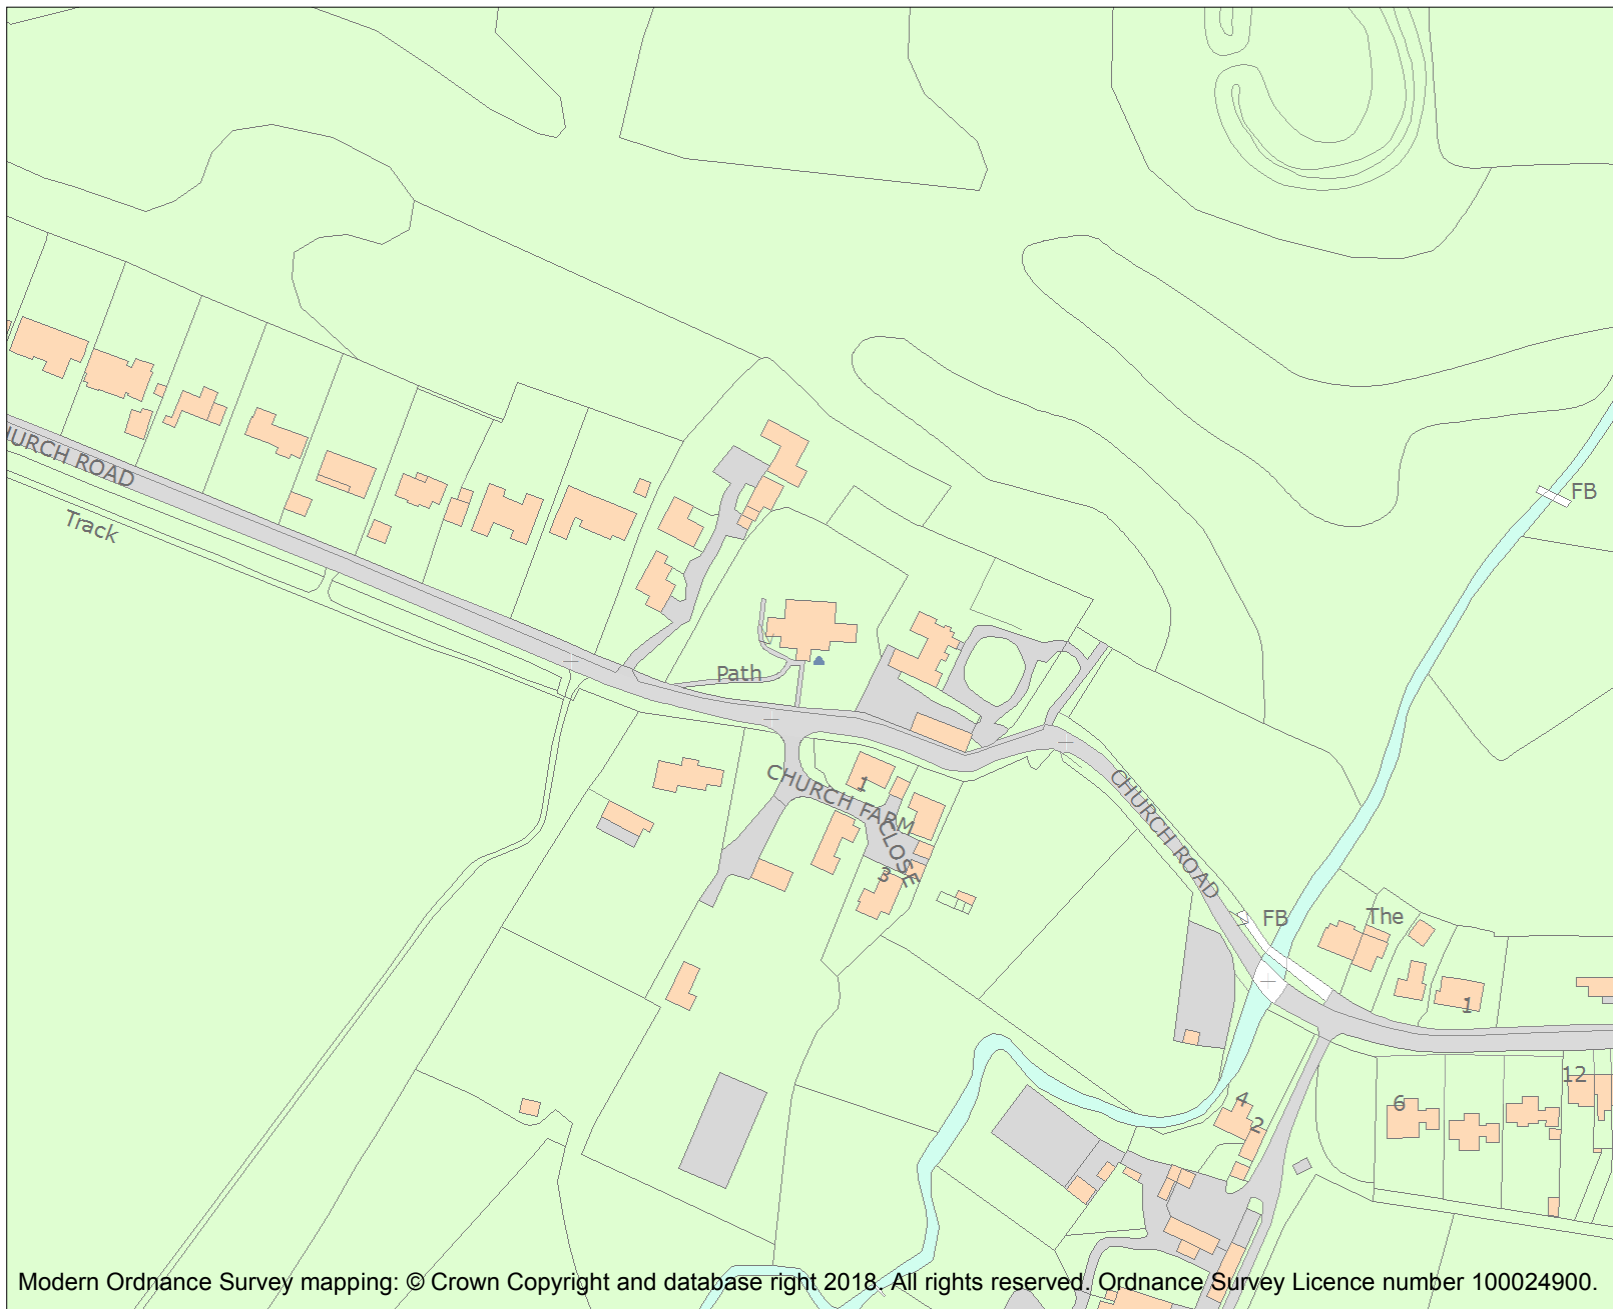 HURCH ROAD
Track
FB
Path
CHURCH FARM
CLOSE
1
3
CHURCH ROAD
FB
The
1
12
6
4
2
Modern Ordnance Survey mapping: © Crown Copyright and database right 2018. All rights reserved. Ordnance Survey Licence number 100024900.